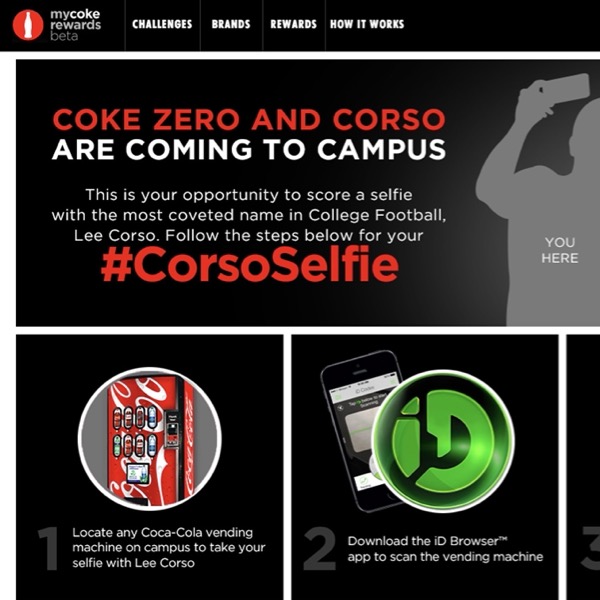 mycoke
rewards
beta
CHALLENGES
BRANDS
REWARDS
HOW IT WORKS
COKE ZERO AND CORSO
ARE COMING TO CAMPUS
This is your opportunity to score a selfie
with the most coveted name in College Football,
Lee Corso. Follow the steps below for your
#CorsoSelfie
YOU
HERE
1
Locate any Coca-Cola vending
machine on campus to take your
selfie with Lee Corso
iD
2
Download the iD Browser™
app to scan the vending machine
3